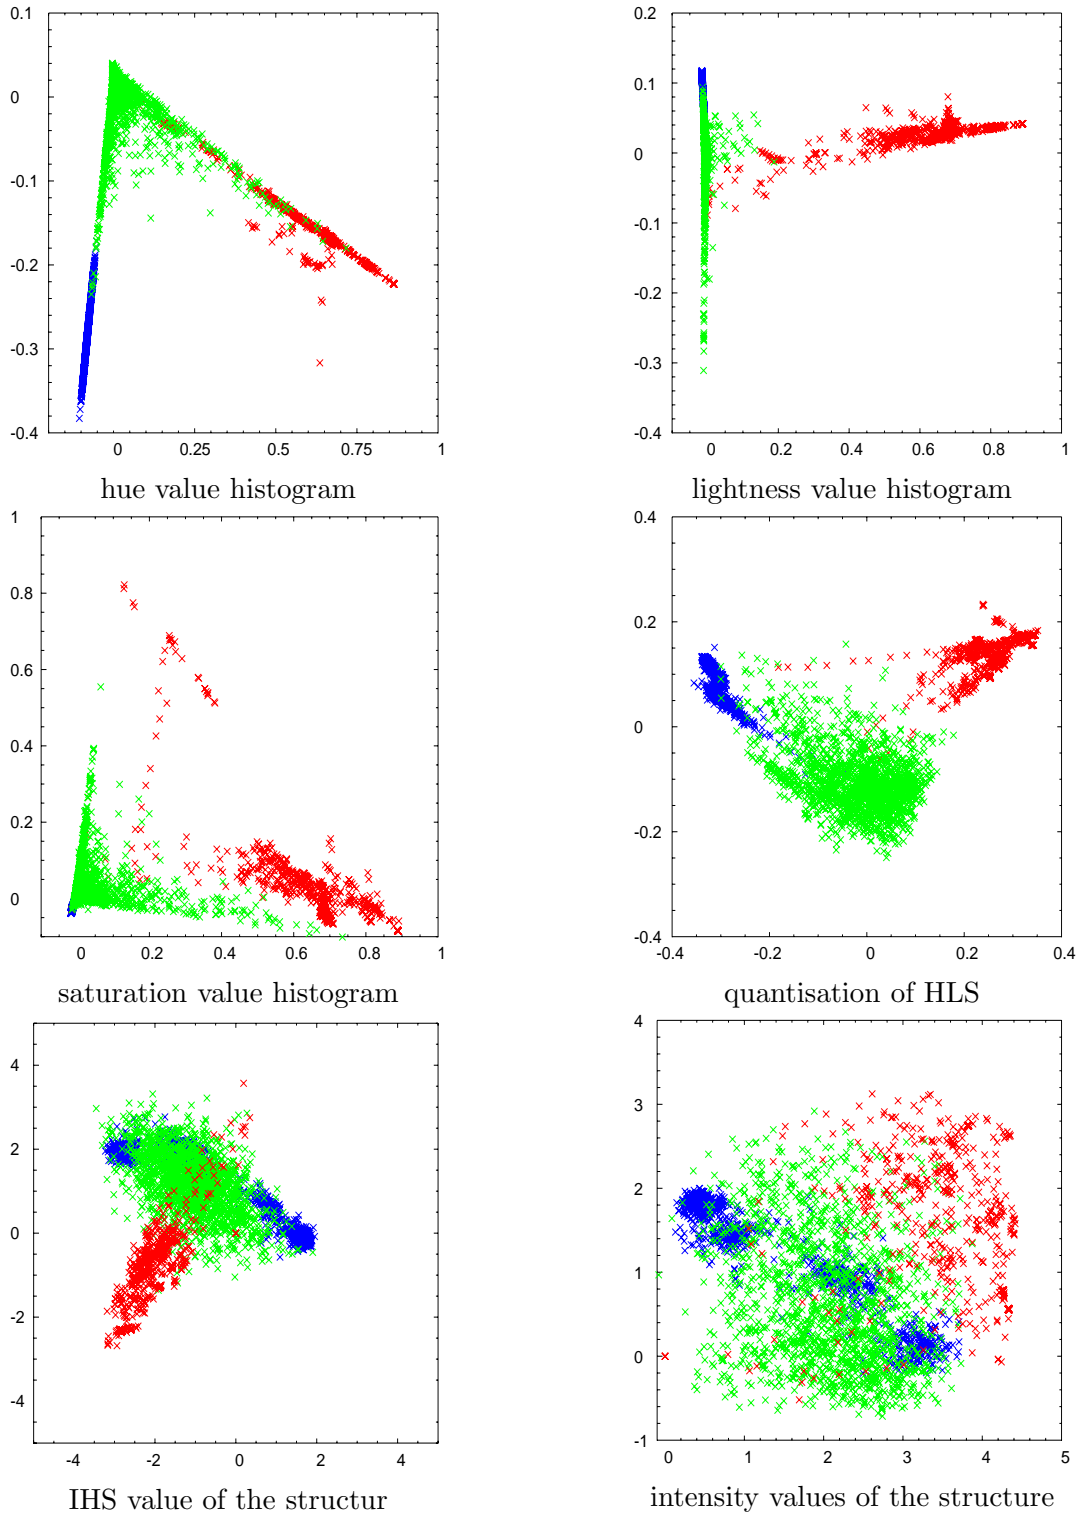 0.1
0
-0.1
-0.2
-0.3
-0.4
0 0.25 0.5 0.75 1
hue value histogram
0.2
0.1
0
-0.1
-0.2
-0.3
-0.4
0 0.2 0.4 0.6 0.8 1
lightness value histogram
1
0.8
0.6
0.4
0.2
0
0 0.2 0.4 0.6 0.8 1
saturation value histogram
0.4
0.2
0
-0.2
-0.4
-0.4 -0.2 0 0.2 0.4
quantisation of HLS
4
2
0
-2
-4
-4 -2 0 2 4
IHS value of the structur
4
3
2
1
0
-1
0 1 2 3 4 5
intensity values of the structure